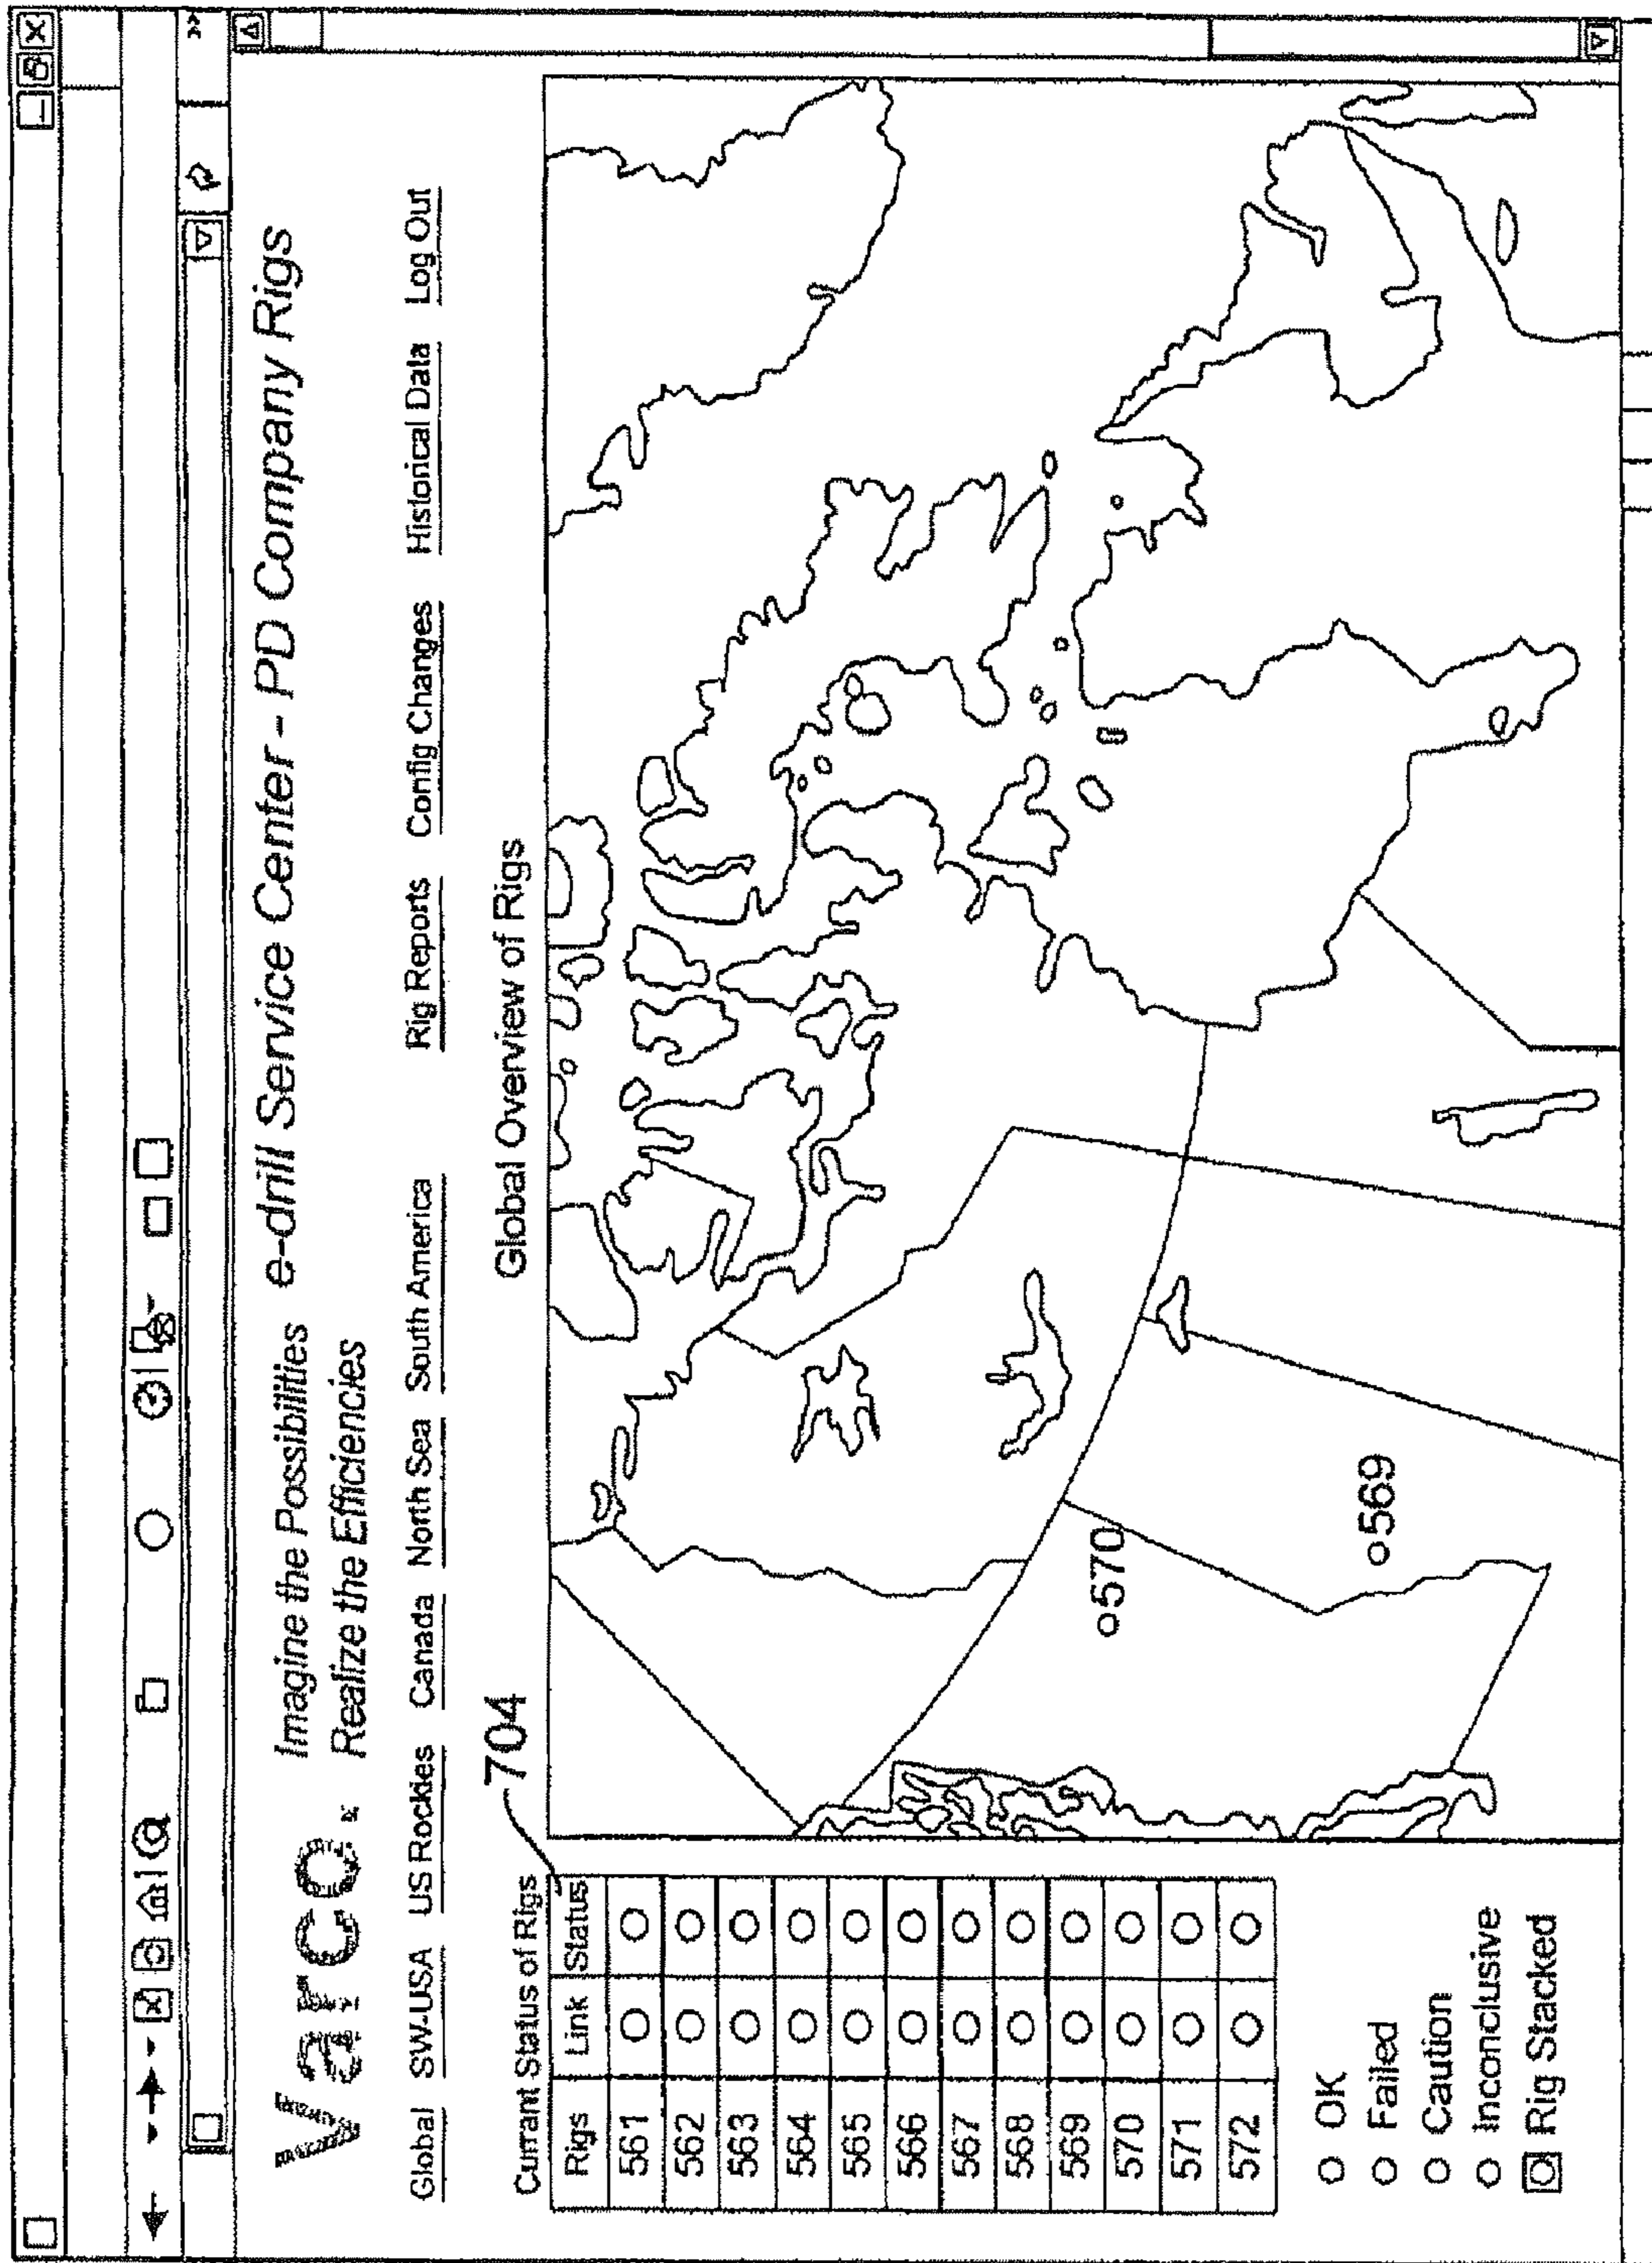 Varco. Imagine the Possibilities
Realize the Efficiencies
e-drill Service Center - PD Company Rigs
Global SW-USA US Rockies Canada North Sea South America Rig Reports Config Changes Historical Data Log Out
704
Global Overview of Rigs
Currant Status of Rigs
Rigs Link Status
561
562
563
564
565
566
567
568
569
570
571
572
OK
Failed
Caution
Inconclusive
Rig Stacked
570
569